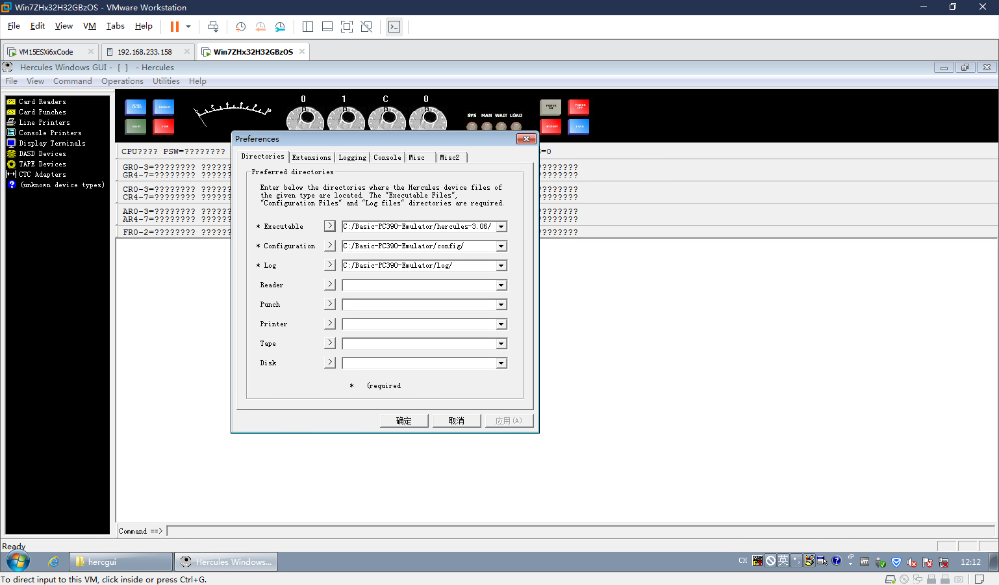 Win7ZHx32H32GBzOS - VMware Workstation
File Edit View VM Tabs Help
VM15ESXi6xCode 192.168.233.158 Win7ZHx32H32GBzOS
Hercules Windows GUI - [ ] - Hercules
File View Command Operations Utilities Help
Card Readers
Card Punches
Line Printers
Console Printers
Display Terminals
DASD Devices
TAPE Devices
CTC Adapters
(unknown device types)
0 1 C 0
SYS MAN WAIT LOAD
POWER ON
POWER OFF
STOP
LOAD
CPU???? PSW=???????? S=0
GR0-3=???????? ?????? ????????
GR4-7=???????? ?????? ????????
CR0-3=???????? ?????? ????????
CR4-7=???????? ?????? ????????
AR0-3=???????? ?????? ????????
AR4-7=???????? ?????? ????????
FR0-2=???????? ?????? ????????
Preferences
Directories Extensions Logging Console Misc Misc2
Preferred directories
Enter below the directories where the Hercules device files of
the given type are located. The "Executable Files",
"Configuration Files" and "Log files" directories are required.
* Executable > C:/Basic-PC390-Emulator/hercules-3.06/
* Configuration > C:/Basic-PC390-Emulator/config/
* Log > C:/Basic-PC390-Emulator/log/
Reader >
Punch >
Printer >
Tape >
Disk >
* (required
确定 取消 应用(A)
Command ==>
Ready
hercgui Hercules Windows... CH 英 12:12
To direct input to this VM, click inside or press Ctrl+G.